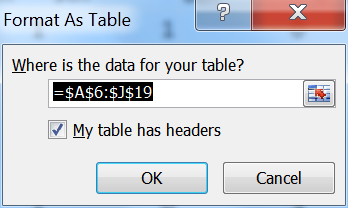 Format As Table
?
Where is the data for your table?
=$A$6:$J$19
My table has headers
OK
Cancel